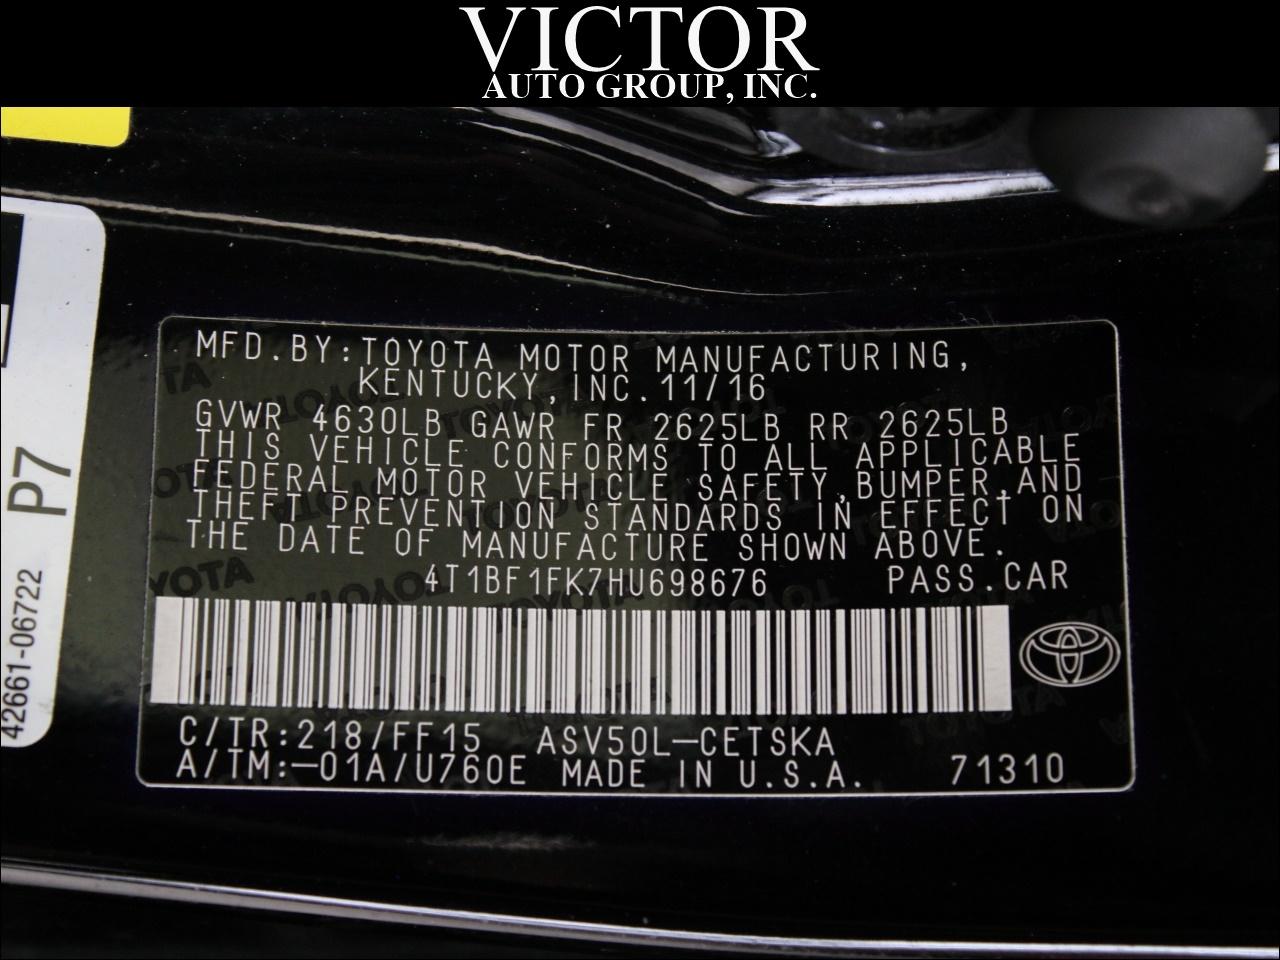 VICTOR
AUTO GROUP, INC.
P7
42661-06722
MFD.BY:TOYOTA MOTOR MANUFACTURING,
KENTUCKY, INC. 11/16
GVWR 4630LB GAWR FR 2625LB RR 2625LB
THIS VEHICLE CONFORMS TO ALL APPLICABLE
FEDERAL MOTOR VEHICLE SAFETY,BUMPER,AND
THEFT PREVENTION STANDARDS IN EFFECT ON
THE DATE OF MANUFACTURE SHOWN ABOVE.
4T1BF1FK7HU698676 PASS.CAR
C/TR:218/FF15 ASV50L-CETSKA
A/TM:-01A/U760E MADE IN U.S.A. 71310